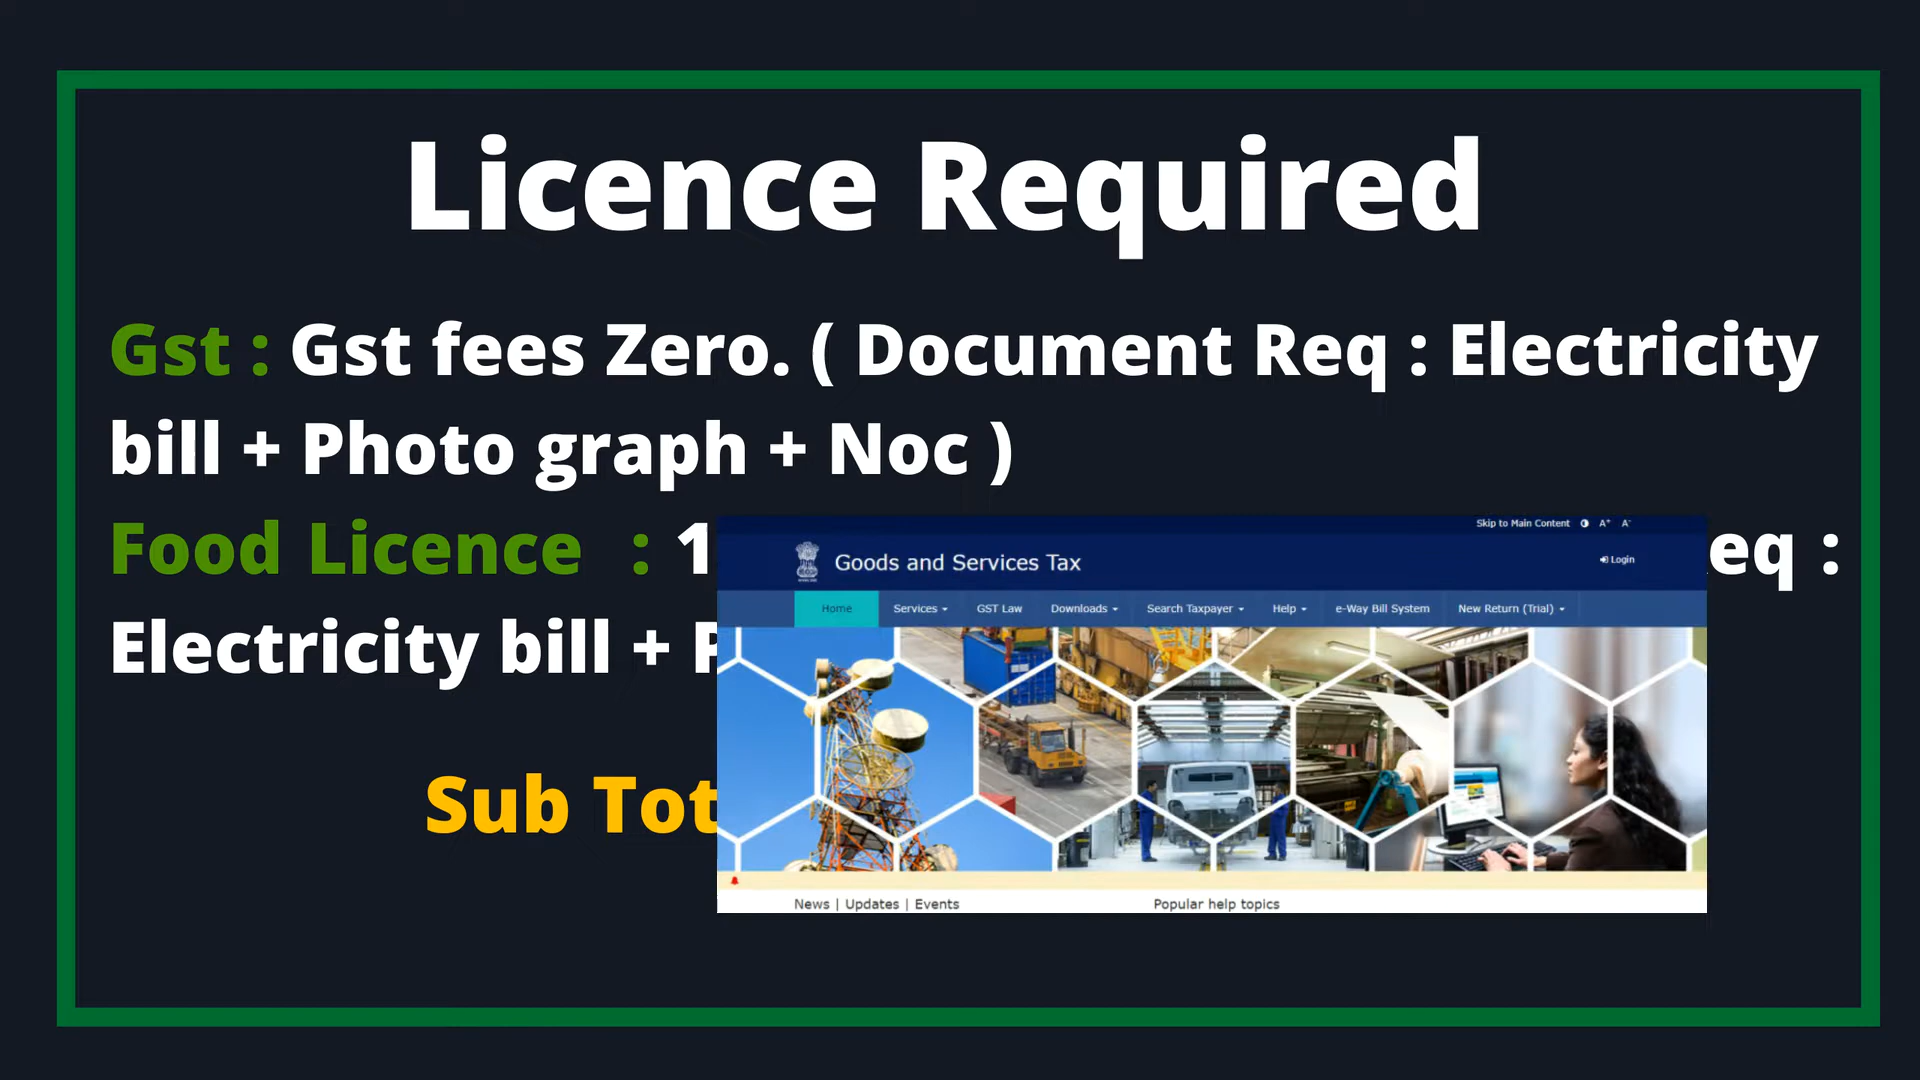 Licence Required
Gst : Gst fees Zero. ( Document Req : Electricity
bill + Photo graph + Noc )
Food Licence : 1 eq :
Electricity bill +
Sub Tot
Skip to Main Content A+ A-
Goods and Services Tax
Login
Home Services GST Law Downloads Search Taxpayer Help e-Way Bill System New Return (Trial)
News | Updates | Events
Popular help topics